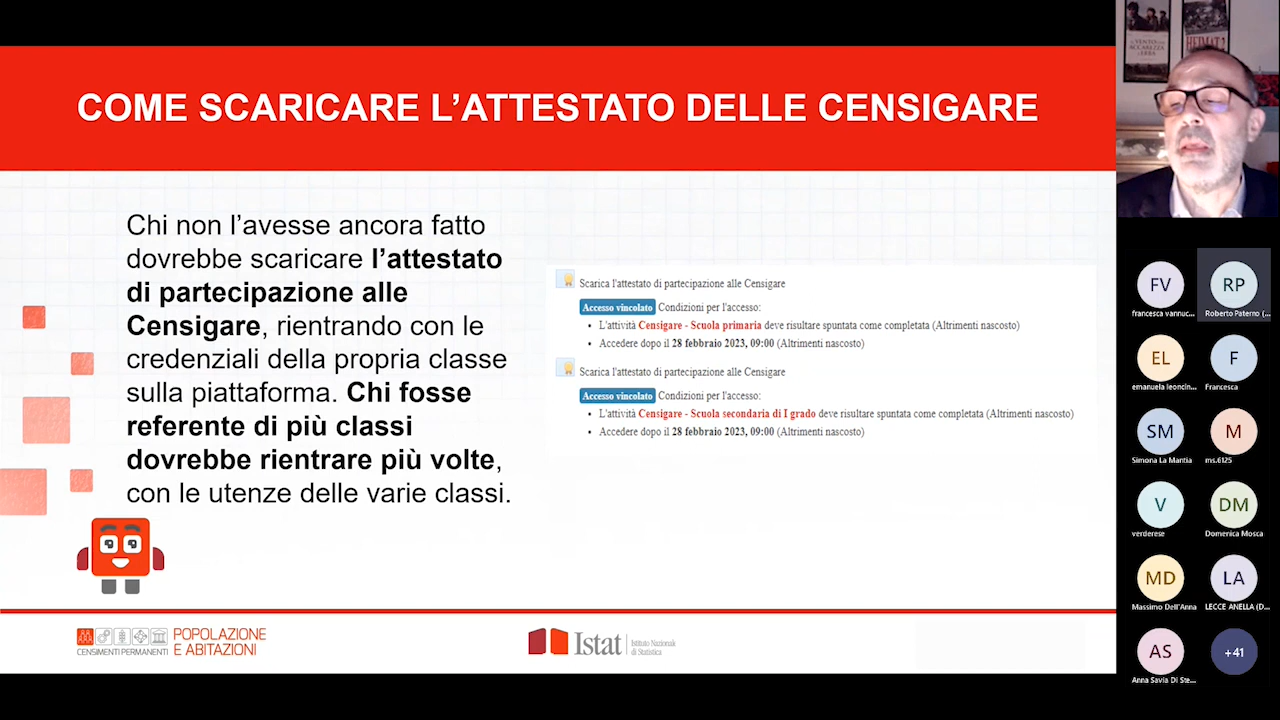 COME SCARICARE L’ATTESTATO DELLE CENSIGARE
Chi non l’avesse ancora fatto
dovrebbe scaricare l’attestato
di partecipazione alle
Censigare, rientrando con le
credenziali della propria classe
sulla piattaforma. Chi fosse
referente di più classi
dovrebbe rientrare più volte,
con le utenze delle varie classi.
Scarica l'attestato di partecipazione alle Censigare
Accesso vincolato Condizioni per l'accesso:
• L'attività Censigare - Scuola primaria deve risultare spuntata come completata (Altrimenti nascosto)
• Accedere dopo il 28 febbraio 2023, 09:00 (Altrimenti nascosto)
Scarica l'attestato di partecipazione alle Censigare
Accesso vincolato Condizioni per l'accesso:
• L'attività Censigare - Scuola secondaria di I grado deve risultare spuntata come completata (Altrimenti nascosto)
• Accedere dopo il 28 febbraio 2023, 09:00 (Altrimenti nascosto)
CENSIMENTI PERMANENTI
POPOLAZIONE
E ABITAZIONI
Istat
Istituto Nazionale
di Statistica
HEIMAT
FV
francesca vannuc...
RP
Roberto Paterno (...
EL
emanuela leoncin...
F
Francesca
SM
Simona La Mantia
M
ms.6125
V
verderese
DM
Domenica Mosca
MD
Massimo Dell'Anna
LA
LECCE ANELLA (D...
AS
Anna Savia Di Ste...
+41